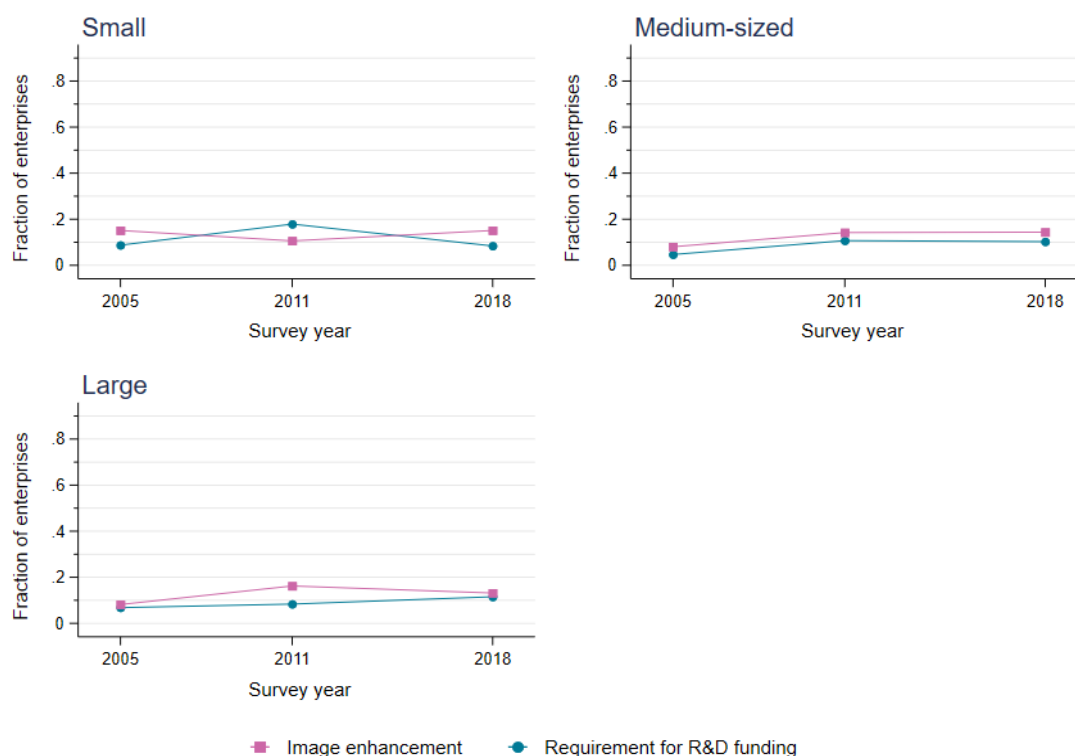 Small
Fraction of enterprises
.8
.6
.4
.2
0
2005 2011 2018
Survey year
Medium-sized
Fraction of enterprises
.8
.6
.4
.2
0
2005 2011 2018
Survey year
Large
Fraction of enterprises
.8
.6
.4
.2
0
2005 2011 2018
Survey year
Image enhancement Requirement for R&D funding